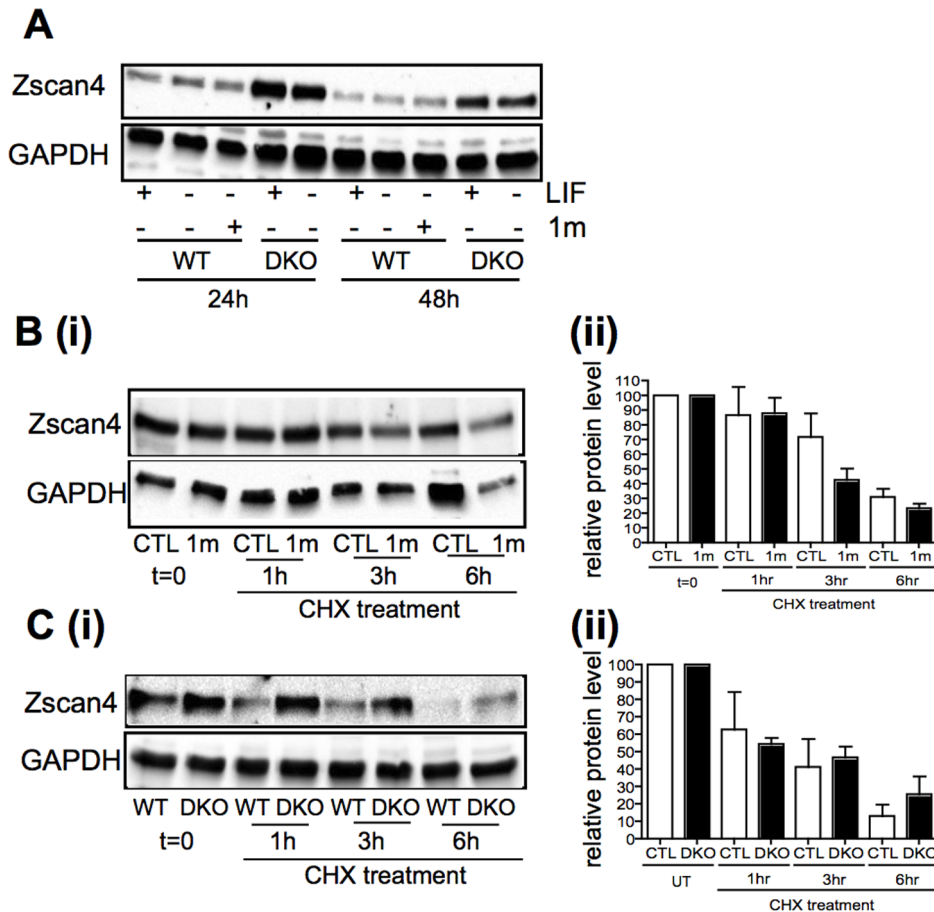 A
Zscan4
GAPDH
+ - - + - + - - + - LIF
- - + - - - - + - - 1m
WT DKO WT DKO
24h 48h
B (i)
Zscan4
GAPDH
CTL 1m CTL 1m CTL 1m CTL 1m
t=0 1h 3h 6h
CHX treatment
(ii)
relative protein level
110
100
90
80
70
60
50
40
30
20
10
0
CTL 1m CTL 1m CTL 1m CTL 1m
t=0 1hr 3hr 6hr
CHX treatment
C (i)
Zscan4
GAPDH
WT DKO WT DKO WT DKO WT DKO
t=0 1h 3h 6h
CHX treatment
(ii)
relative protein level
100
90
80
70
60
50
40
30
20
10
0
CTL DKO CTL DKO CTL DKO CTL DKO
UT 1hr 3hr 6hr
CHX treatment